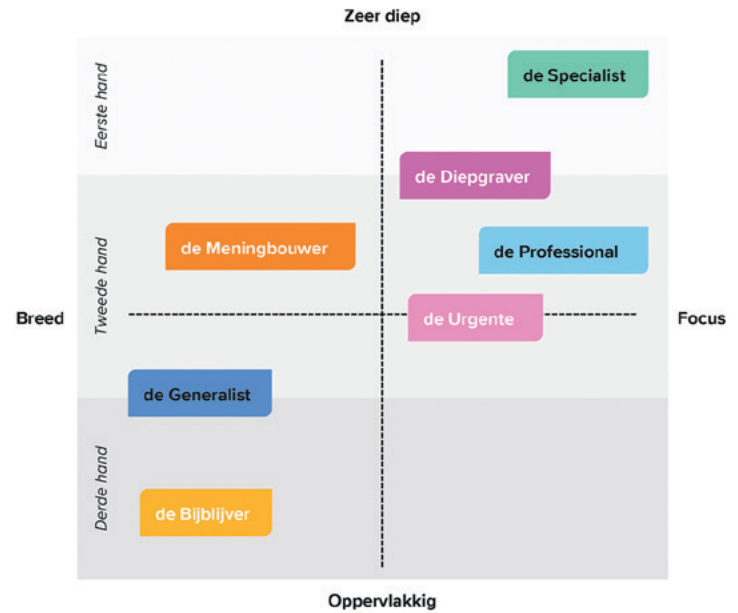 Zeer diep
Eerste hand
de Specialist
de Diepgraver
Tweede hand
de Meningbouwer
de Professional
Breed
de Urgente
Focus
de Generalist
Derde hand
de Bijblijver
Oppervlakkig